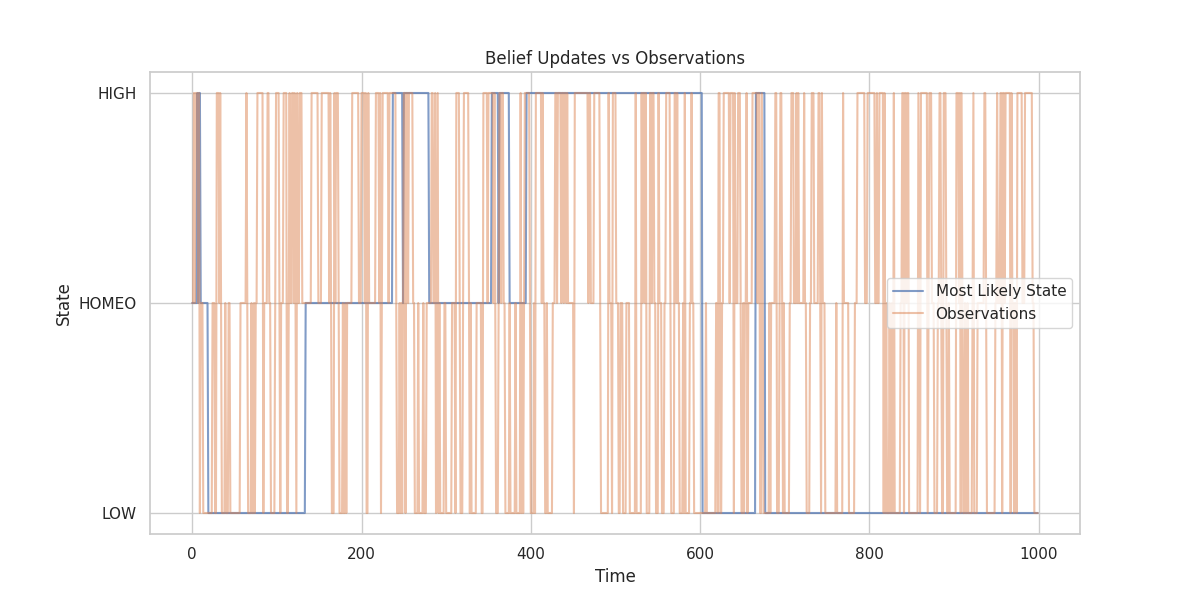 Belief Updates vs Observations
HIGH
HOMEO
LOW
State
Most Likely State
Observations
0 200 400 600 800 1000
Time